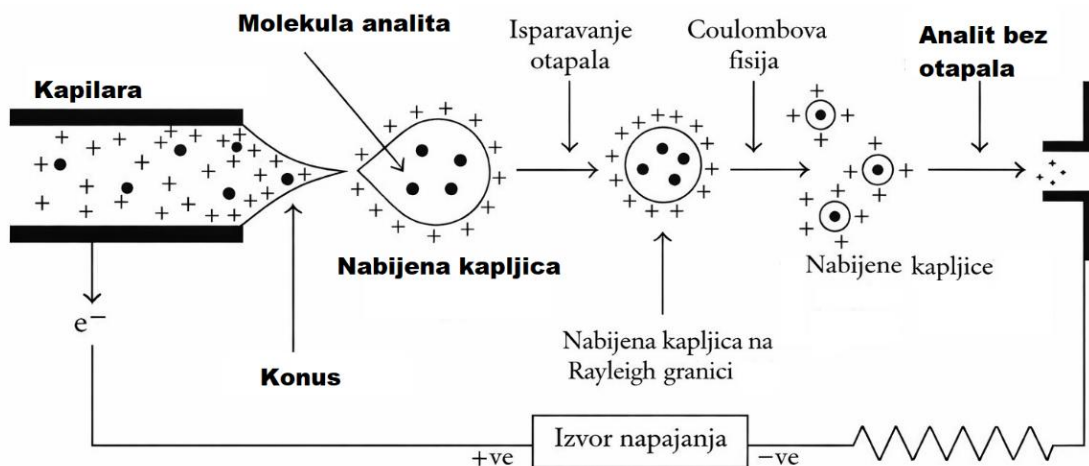 Molekula analita
Isparavanje
otapala
Coulombova
fisija
Analit bez
otapala
Kapilara
Nabijena kapljica
Nabijene kapljice
e−
Konus
Nabijena kapljica na
Rayleigh granici
+ve
Izvor napajanja
−ve